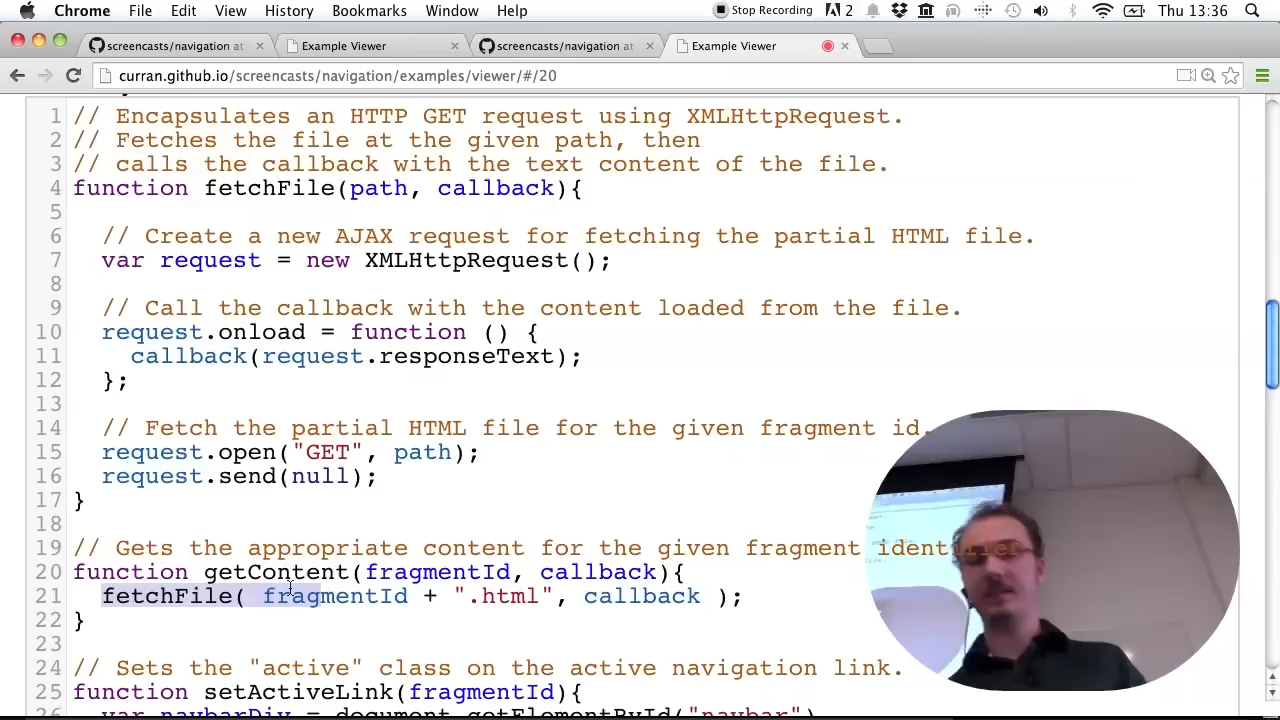 Chrome File Edit View History Bookmarks Window Help Stop Recording 2 Thu 13:36
screencasts/navigation at Example Viewer screencasts/navigation at Example Viewer
curran.github.io/screencasts/navigation/examples/viewer/#/20
1 // Encapsulates an HTTP GET request using XMLHttpRequest.
2 // Fetches the file at the given path, then
3 // calls the callback with the text content of the file.
4 function fetchFile(path, callback){
5
6 // Create a new AJAX request for fetching the partial HTML file.
7 var request = new XMLHttpRequest();
8
9 // Call the callback with the content loaded from the file.
10 request.onload = function () {
11 callback(request.responseText);
12 };
13
14 // Fetch the partial HTML file for the given fragment id.
15 request.open("GET", path);
16 request.send(null);
17 }
18
19 // Gets the appropriate content for the given fragment identifier
20 function getContent(fragmentId, callback){
21 fetchFile( fragmentId + ".html", callback );
22 }
23
24 // Sets the "active" class on the active navigation link.
25 function setActiveLink(fragmentId){
26 var navbarDiv = document.getElementById("navbar")